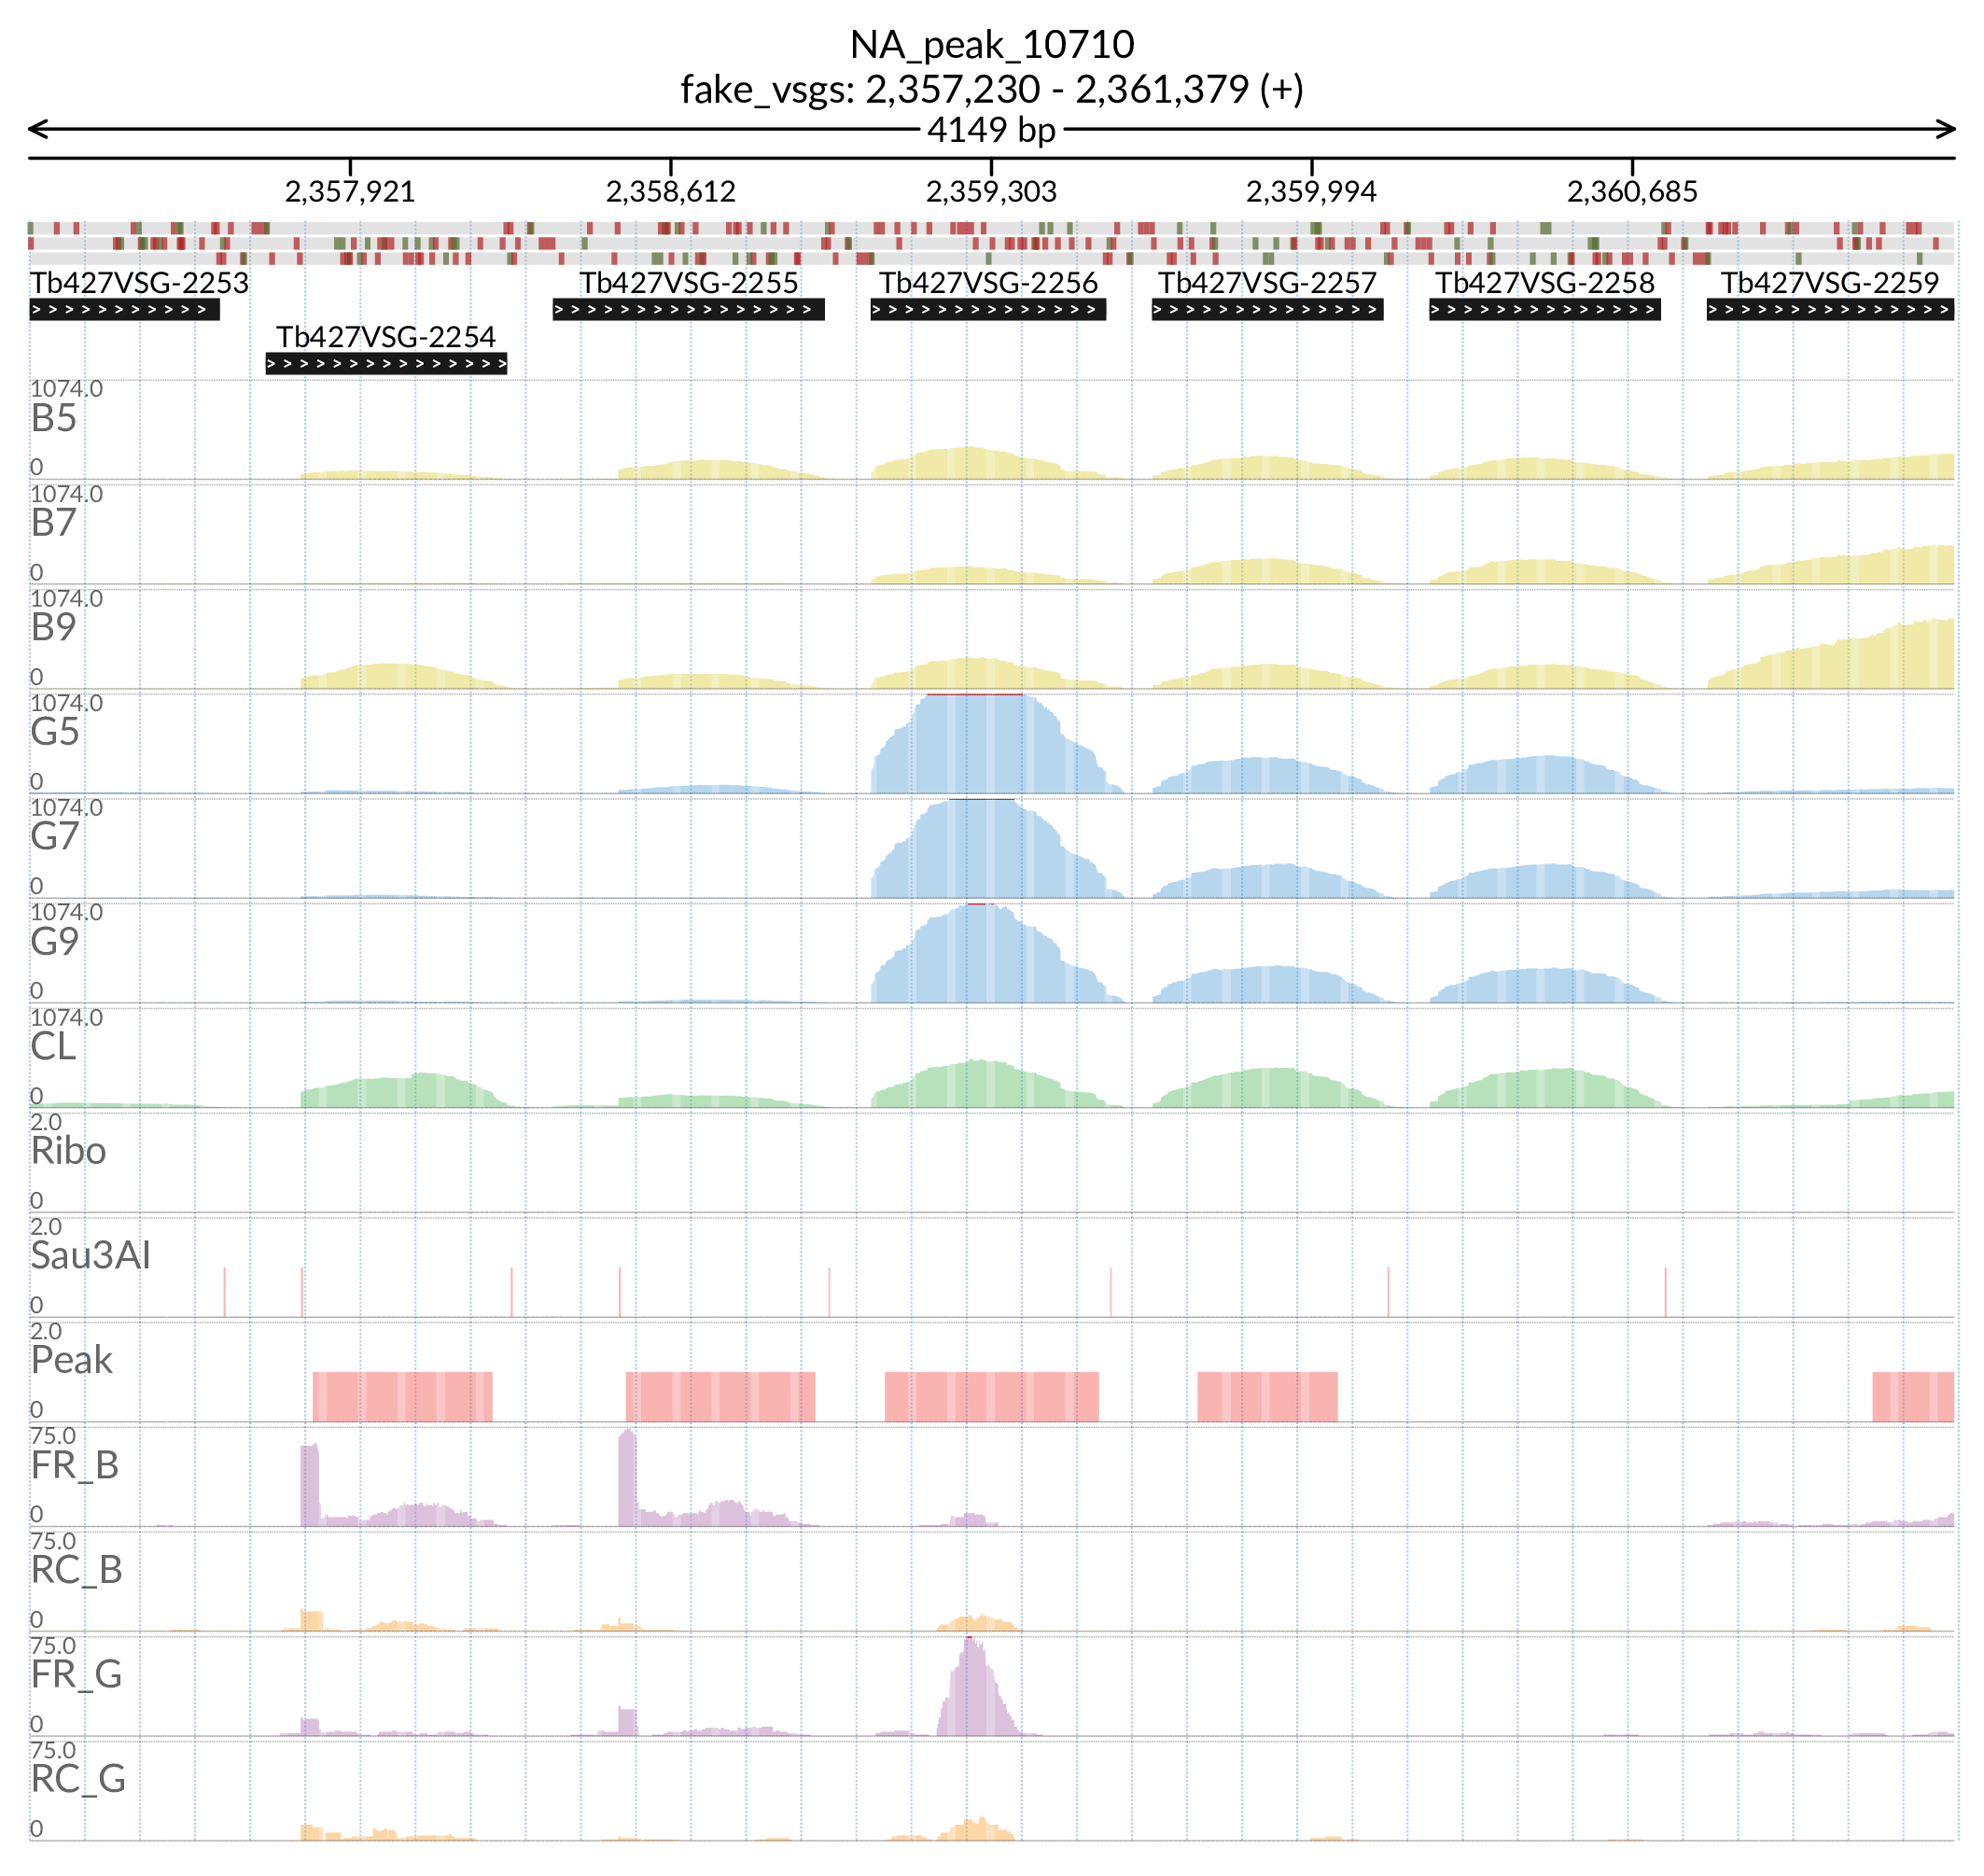 NA_peak_10710
fake_vsgs: 2,357,230 - 2,361,379 (+)
4149 bp
2,357,921 2,358,612 2,359,303 2,359,994 2,360,685
Tb427VSG-2253 Tb427VSG-2255 Tb427VSG-2256 Tb427VSG-2257 Tb427VSG-2258 Tb427VSG-2259
Tb427VSG-2254
1074.0
B5
0
1074.0
B7
0
1074.0
B9
0
1074.0
G5
0
1074.0
G7
0
1074.0
G9
0
1074.0
CL
0
2.0
Ribo
0
2.0
Sau3AI
0
2.0
Peak
0
75.0
FR_B
0
75.0
RC_B
0
75.0
FR_G
0
75.0
RC_G
0